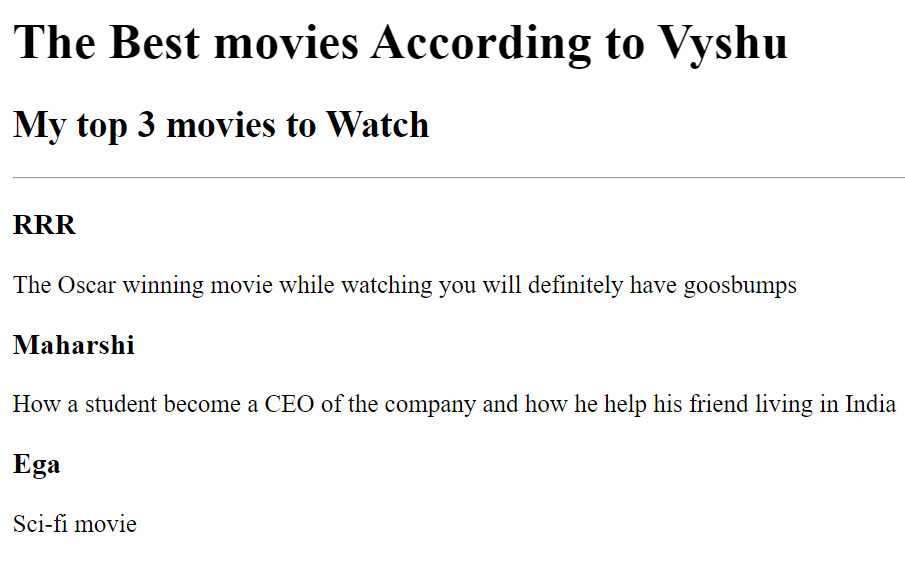 The Best movies According to Vyshu
My top 3 movies to Watch
RRR
The Oscar winning movie while watching you will definitely have goosbumps
Maharshi
How a student become a CEO of the company and how he help his friend living in India
Ega
Sci-fi movie